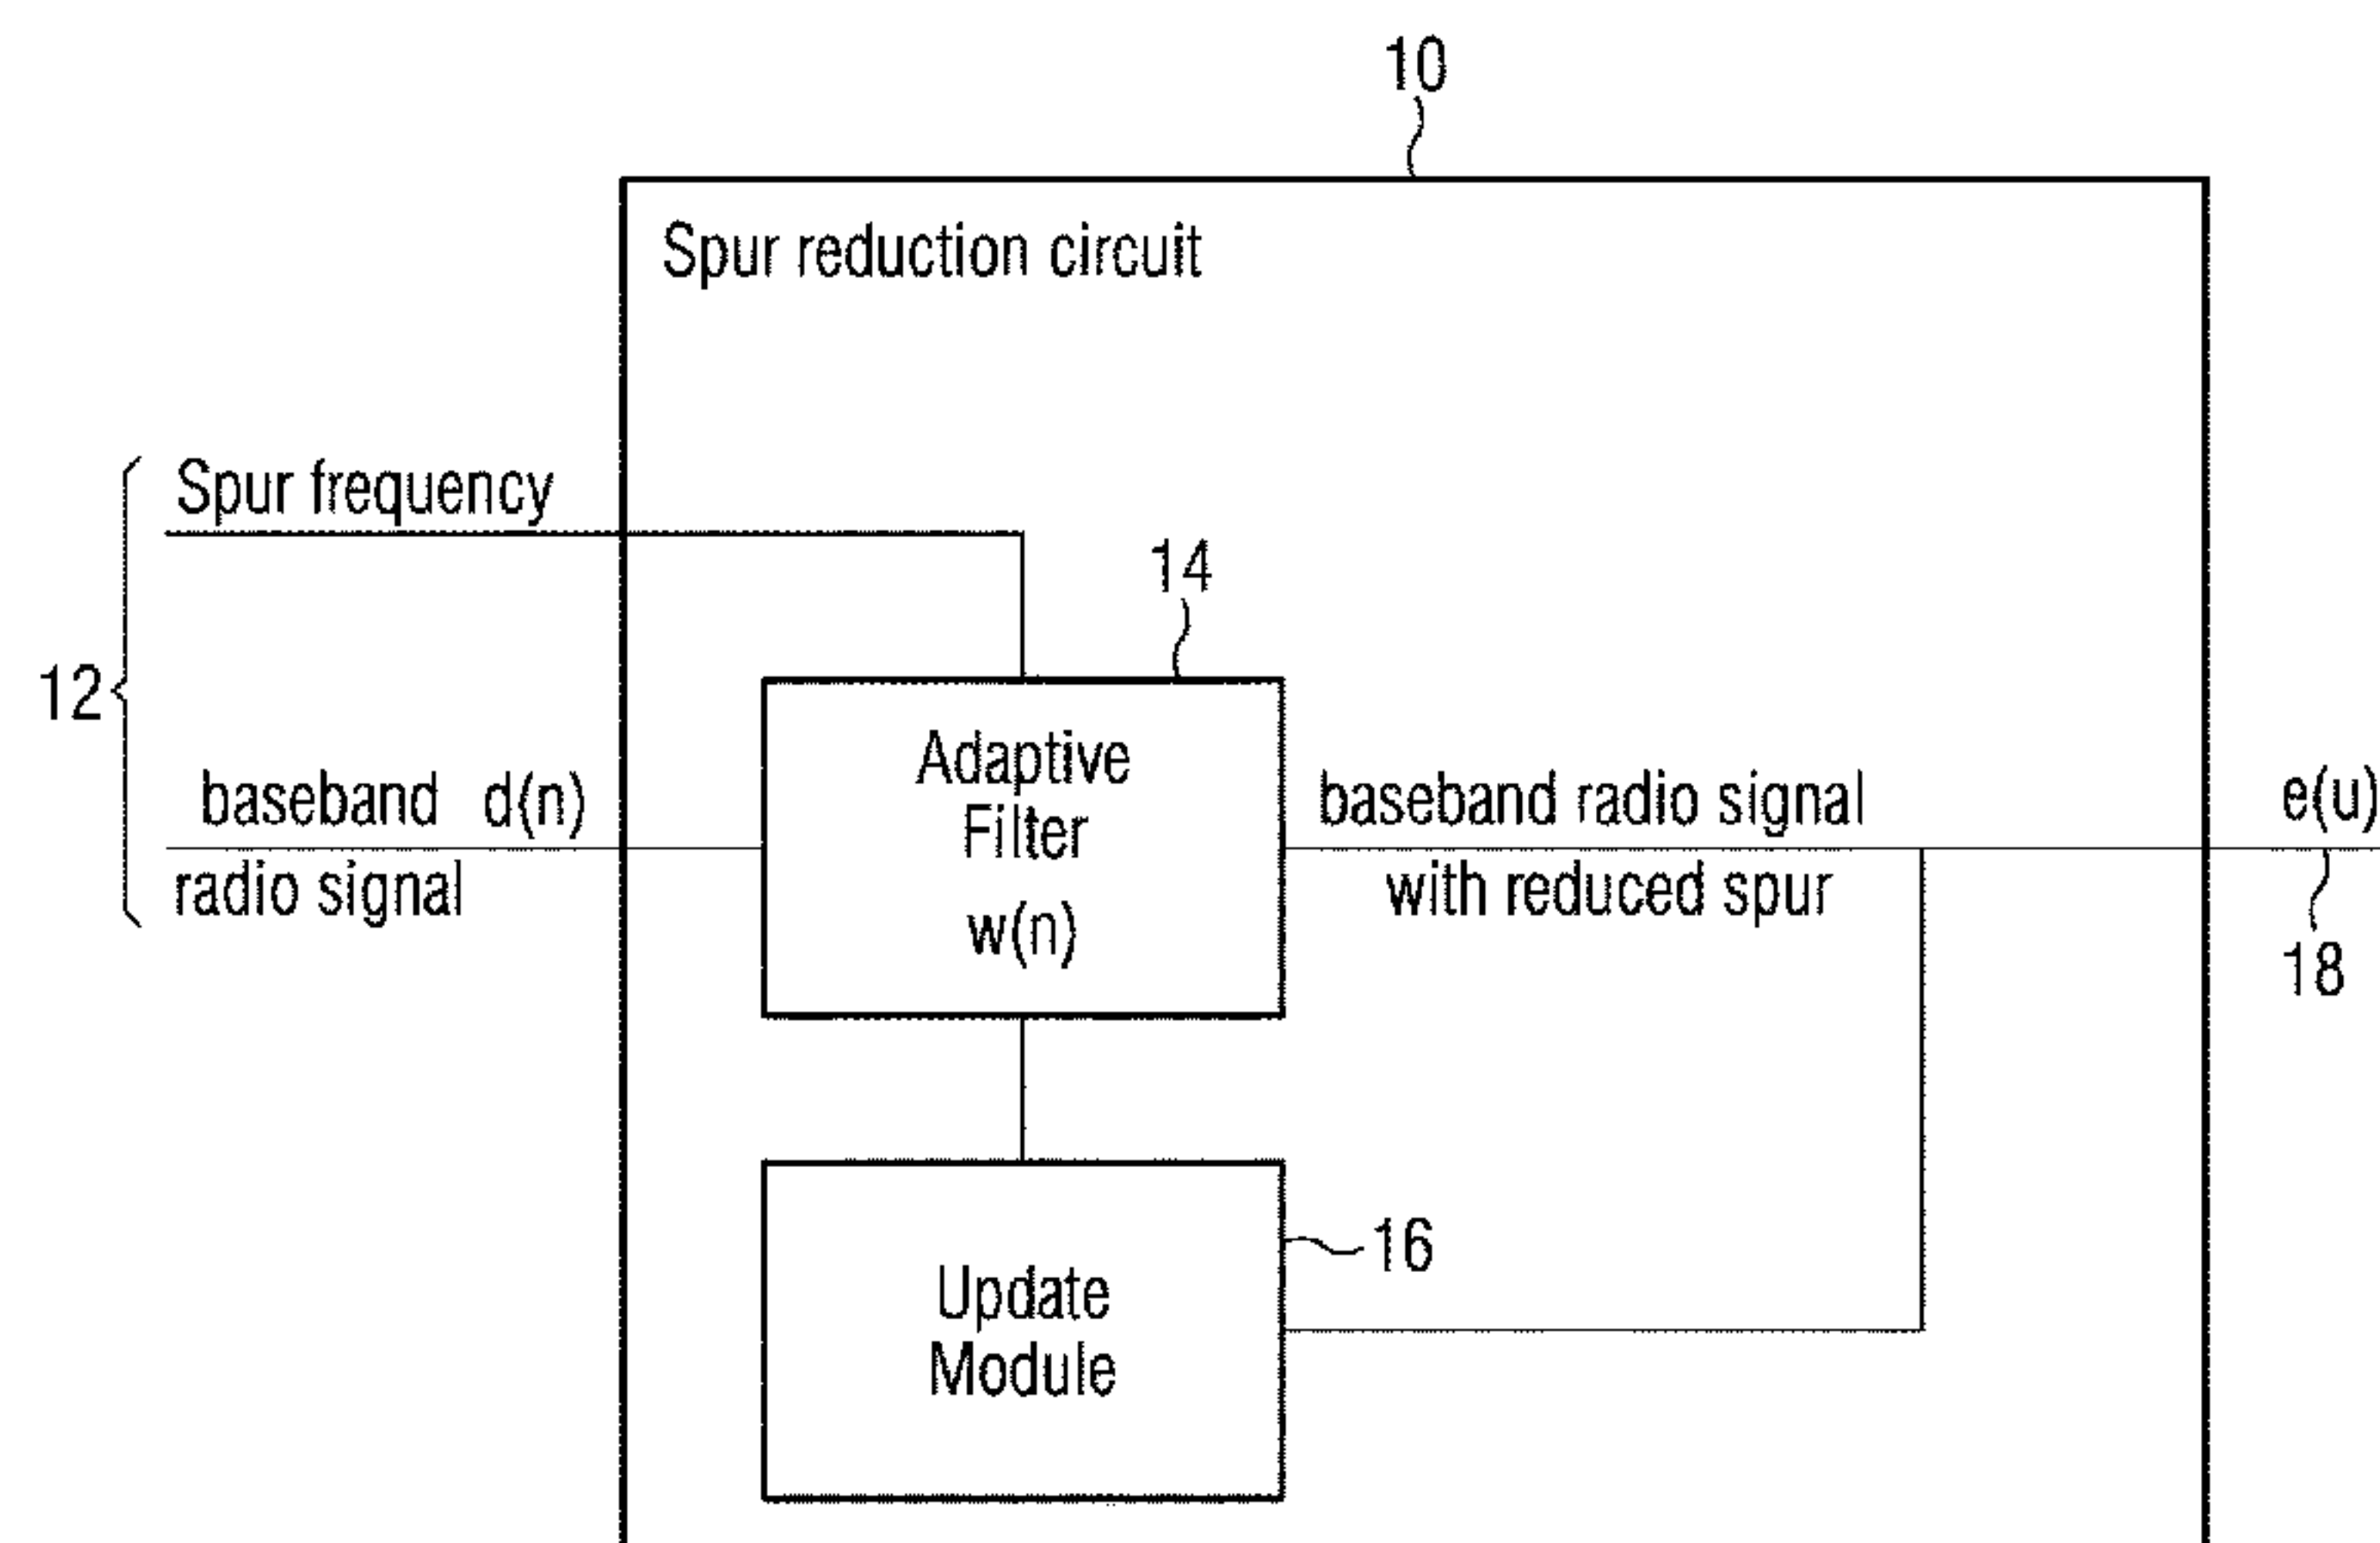 10
Spur reduction circuit
Spur frequency
14
12
Adaptive
Filter
w(n)
baseband d(n)
radio signal
baseband radio signal
with reduced spur
e(u)
18
16
Update
Module